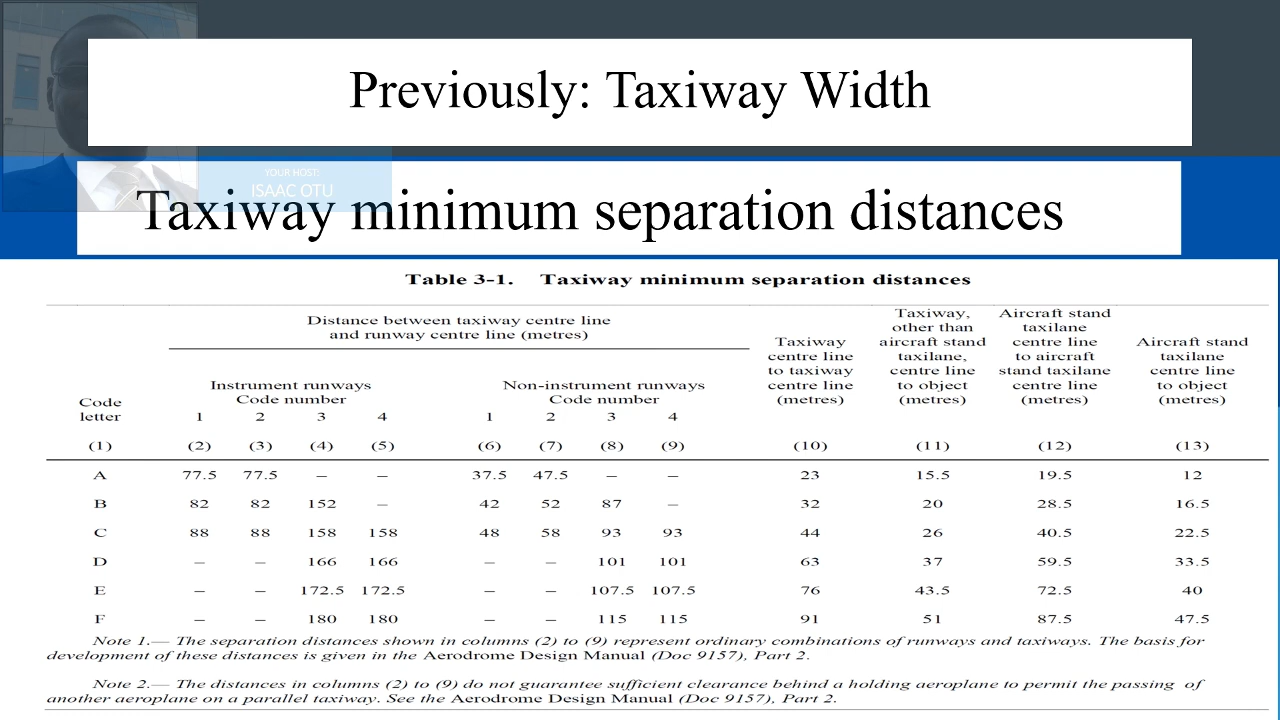 Previously: Taxiway Width
YOUR HOST:
ISAAC OTU
Taxiway minimum separation distances
Table 3-1. Taxiway minimum separation distances
Distance between taxiway centre line
and runway centre line (metres)
Instrument runways
Code number
Non-instrument runways
Code number
Taxiway
centre line
to taxiway
centre line
(metres)
Taxiway,
other than
aircraft stand
taxilane,
centre line
to object
(metres)
Aircraft stand
taxilane
centre line
to aircraft
stand taxilane
centre line
(metres)
Aircraft stand
taxilane
centre line
to object
(metres)
Code
letter 1 2 3 4 1 2 3 4
(1) (2) (3) (4) (5) (6) (7) (8) (9) (10) (11) (12) (13)
A 77.5 77.5 – – 37.5 47.5 – – 23 15.5 19.5 12
B 82 82 152 – 42 52 87 – 32 20 28.5 16.5
C 88 88 158 158 48 58 93 93 44 26 40.5 22.5
D – – 166 166 – – 101 101 63 37 59.5 33.5
E – – 172.5 172.5 – – 107.5 107.5 76 43.5 72.5 40
F – – 180 180 – – 115 115 91 51 87.5 47.5
Note 1.— The separation distances shown in columns (2) to (9) represent ordinary combinations of runways and taxiways. The basis for
development of these distances is given in the Aerodrome Design Manual (Doc 9157), Part 2.
Note 2.— The distances in columns (2) to (9) do not guarantee sufficient clearance behind a holding aeroplane to permit the passing of
another aeroplane on a parallel taxiway. See the Aerodrome Design Manual (Doc 9157), Part 2.